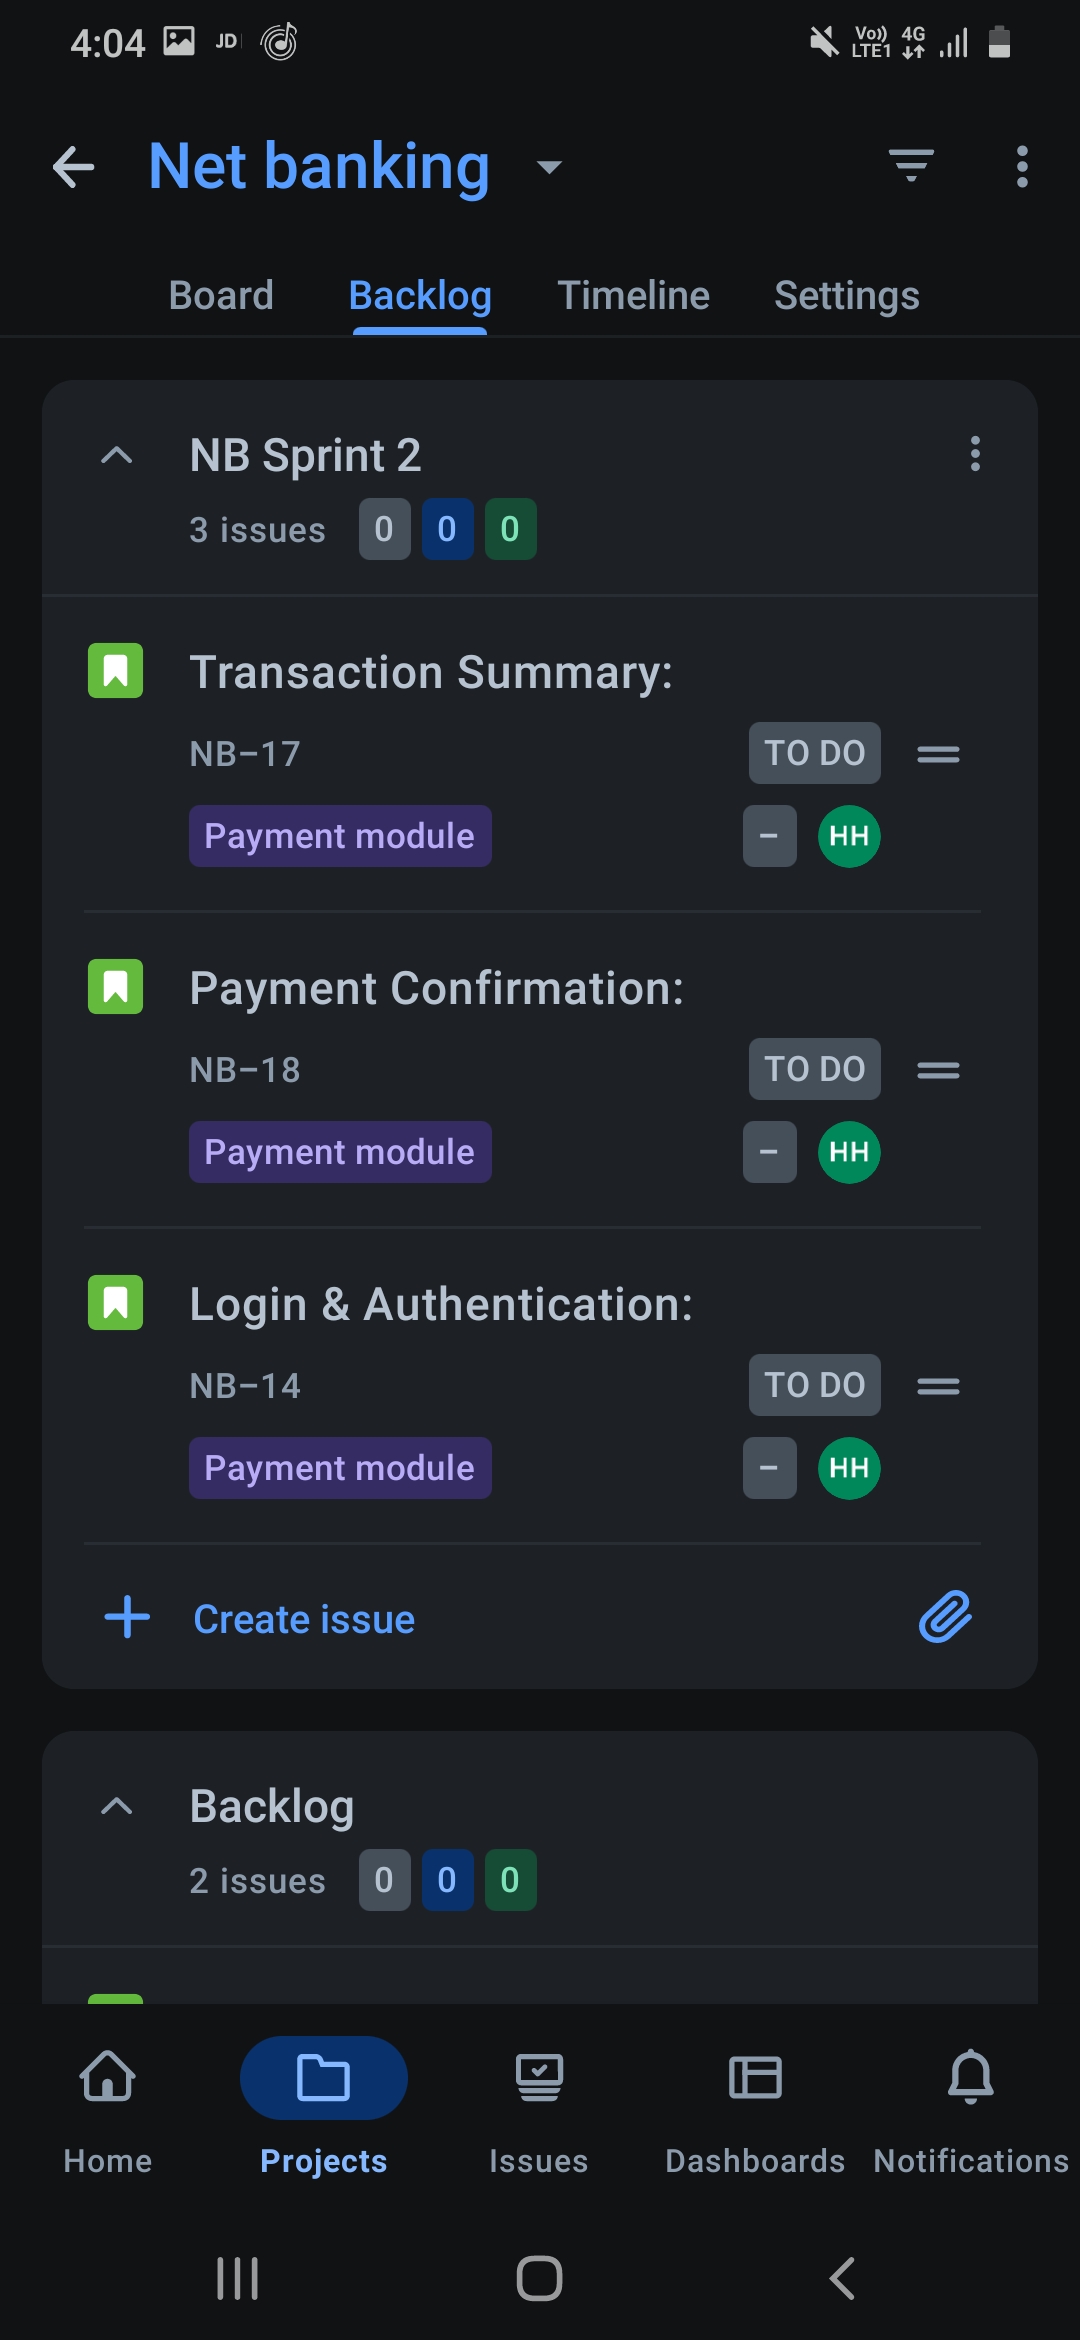 4:04 JD Vo)) LTE1 4G
Net banking
Board Backlog Timeline Settings
NB Sprint 2
3 issues 0 0 0
Transaction Summary:
NB-17 TO DO
Payment module - HH
Payment Confirmation:
NB-18 TO DO
Payment module - HH
Login & Authentication:
NB-14 TO DO
Payment module - HH
Create issue
Backlog
2 issues 0 0 0
Home Projects Issues Dashboards Notifications